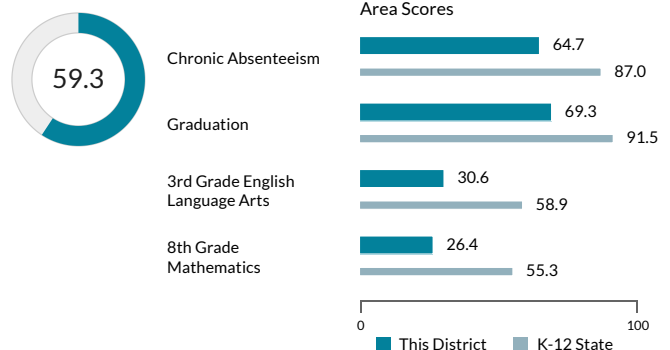 59.3
Area Scores
Chronic Absenteeism
64.7
87.0
Graduation
69.3
91.5
3rd Grade English
Language Arts
30.6
58.9
8th Grade
Mathematics
26.4
55.3
0 100
This District K-12 State